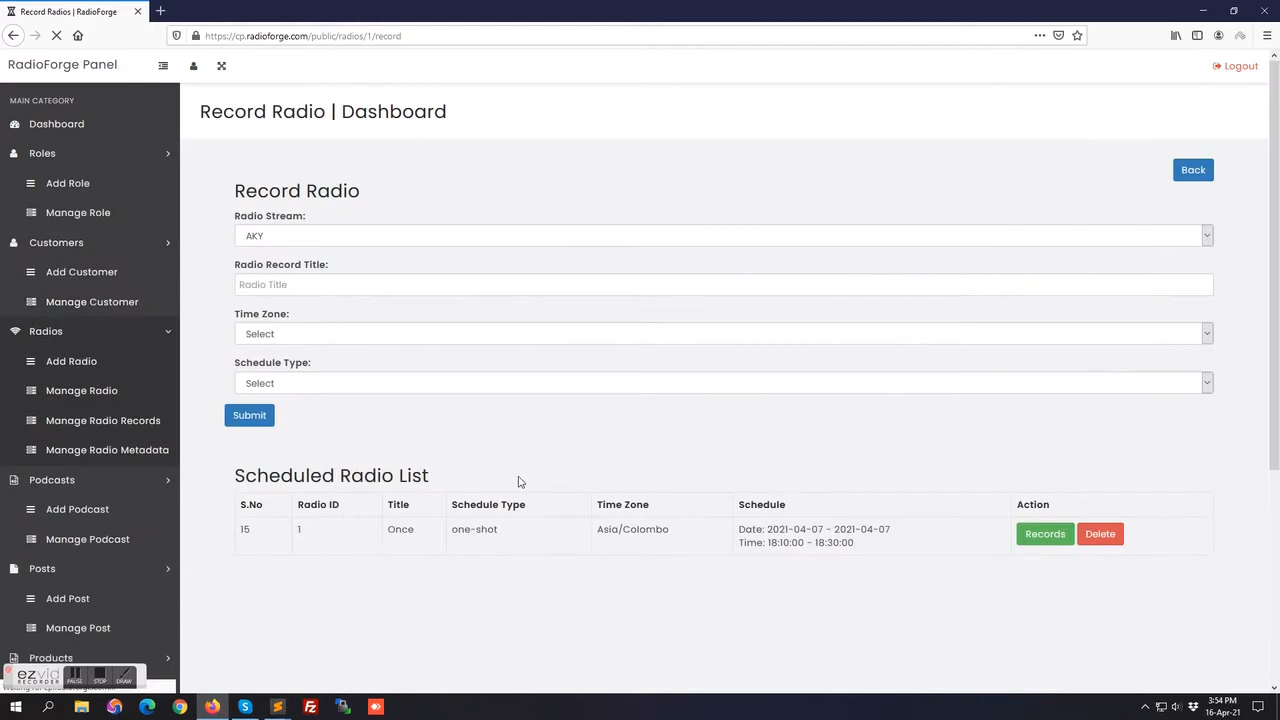 Record Radios | RadioForge
https://cp.radioforge.com/public/radios/1/record
RadioForge Panel
Logout
MAIN CATEGORY
Dashboard
Roles
Add Role
Manage Role
Customers
Add Customer
Manage Customer
Radios
Add Radio
Manage Radio
Manage Radio Records
Manage Radio Metadata
Podcasts
Add Podcast
Manage Podcast
Posts
Add Post
Manage Post
Products
Record Radio | Dashboard
Back
Record Radio
Radio Stream:
AKY
Radio Record Title:
Radio Title
Time Zone:
Select
Schedule Type:
Select
Submit
Scheduled Radio List
S.No Radio ID Title Schedule Type Time Zone Schedule Action
15 1 Once one-shot Asia/Colombo Date: 2021-04-07 - 2021-04-07 Records Delete
Time: 18:10:00 - 18:30:00
ezvid
RECORDER
PAUSE STOP DRAW
3:54 PM
16-Apr-21